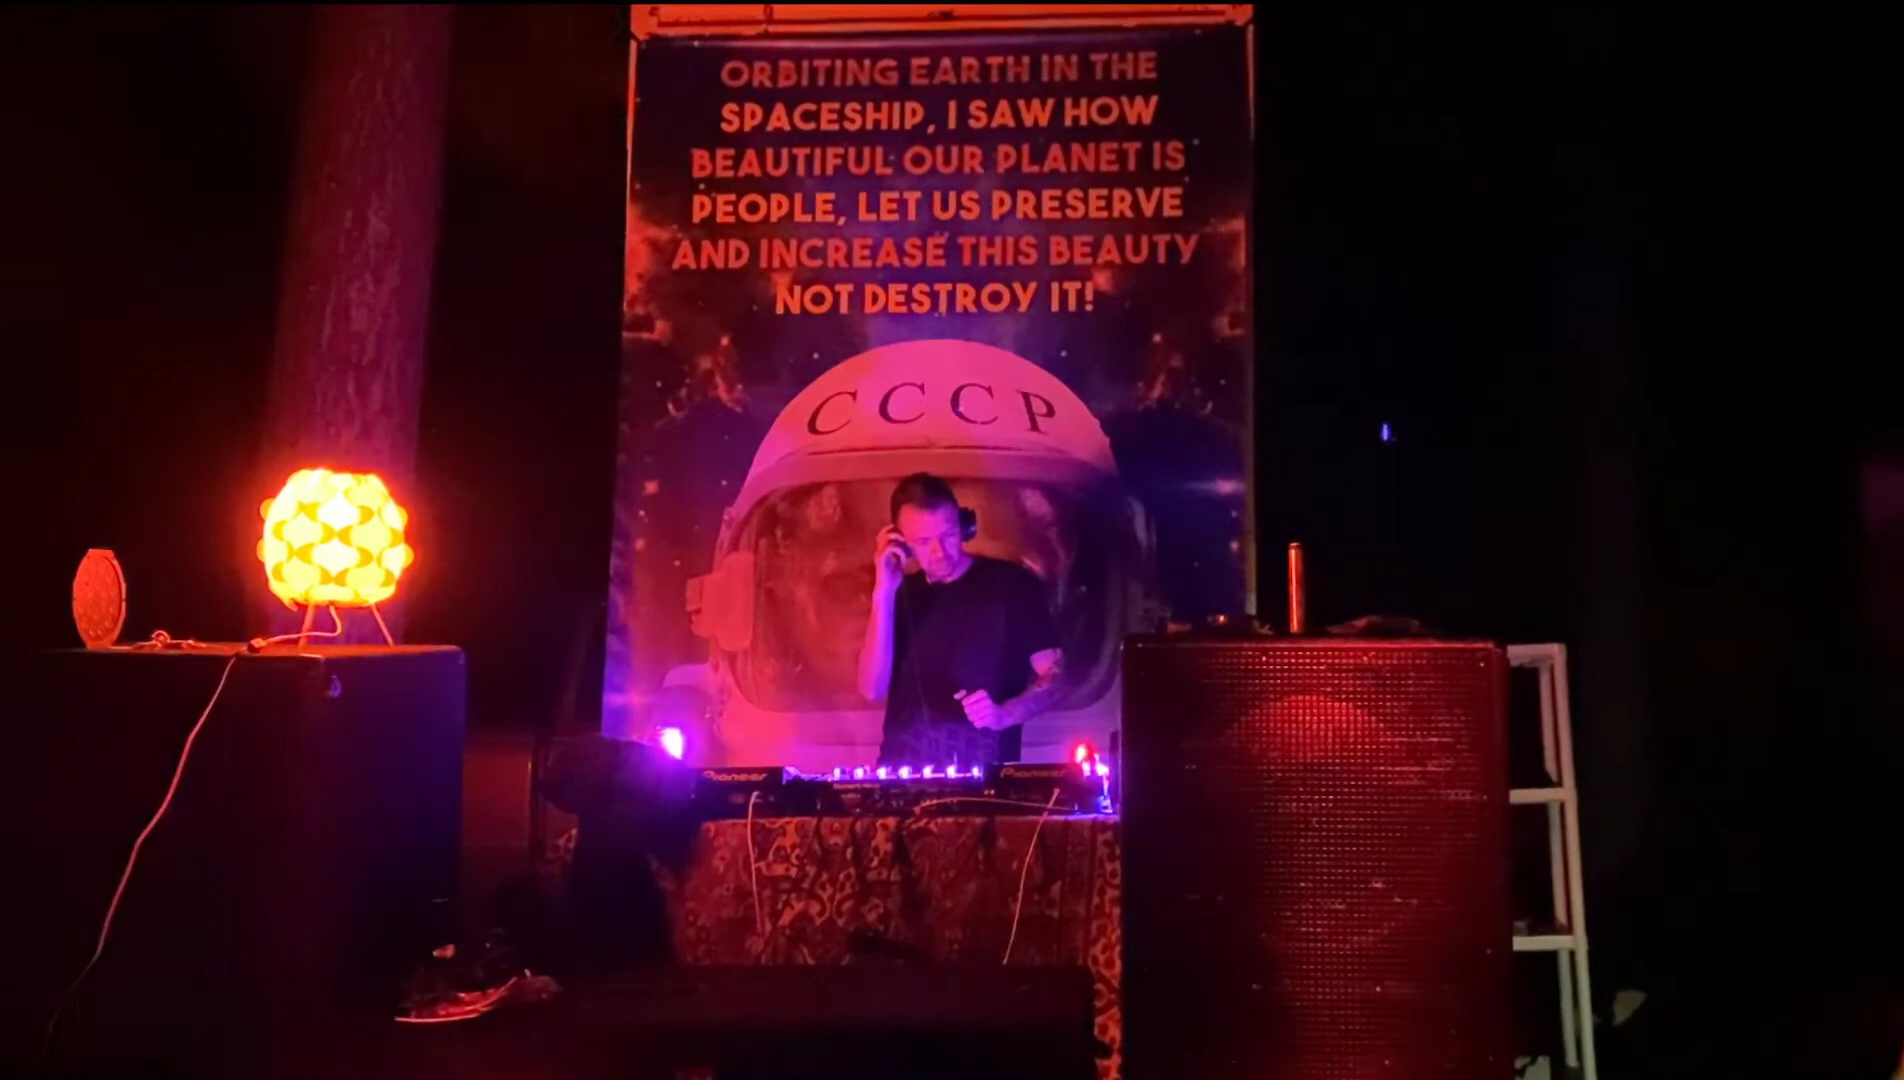 ORBITING EARTH IN THE
SPACESHIP, I SAW HOW
BEAUTIFUL OUR PLANET IS
PEOPLE, LET US PRESERVE
AND INCREASE THIS BEAUTY
NOT DESTROY IT!
СССР
Pioneer
Pioneer